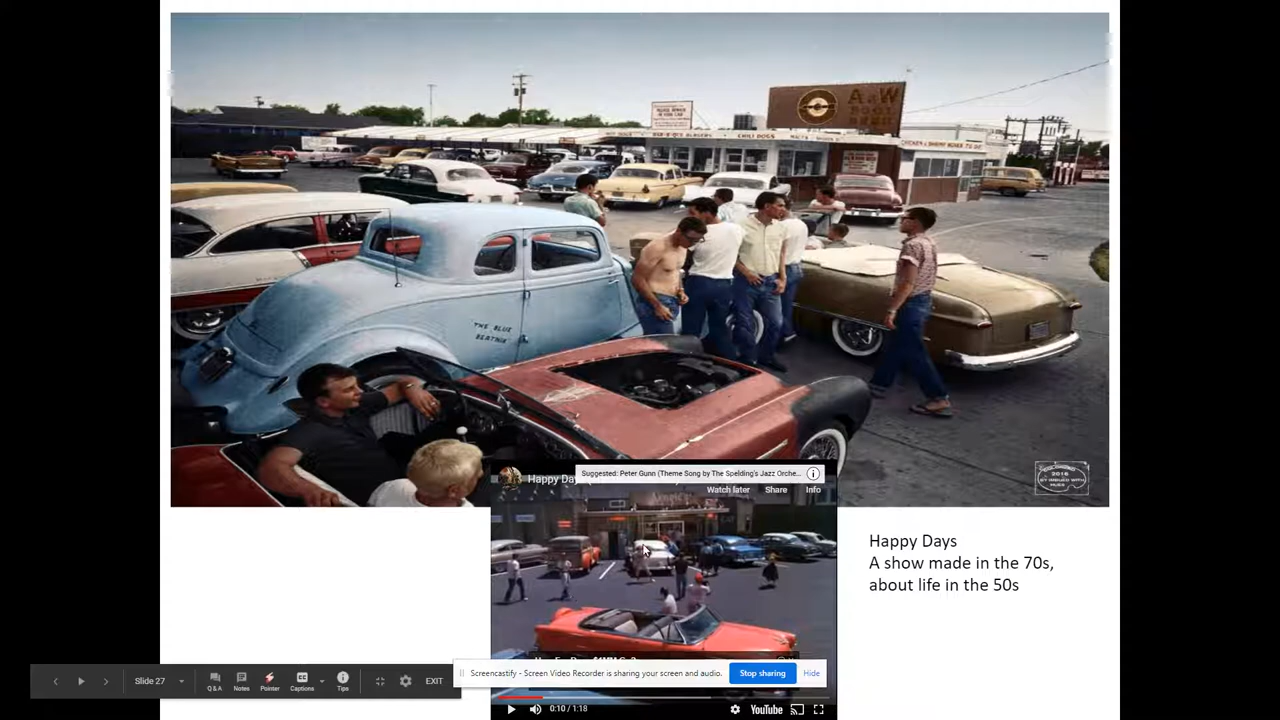 A&W
CHILI DOGS
THE BLUE
BEATNIK
2016
Happy Day
Suggested: Peter Gunn (Theme Song by The Spelding's Jazz Orche...
Watch later
Share
Info
Happy Days
A show made in the 70s,
about life in the 50s
Slide 27
Q & A
Notes
Pointer
Captions
Tips
EXIT
Screencastify - Screen Video Recorder is sharing your screen and audio.
Stop sharing
Hide
0:10 / 1:18
YouTube